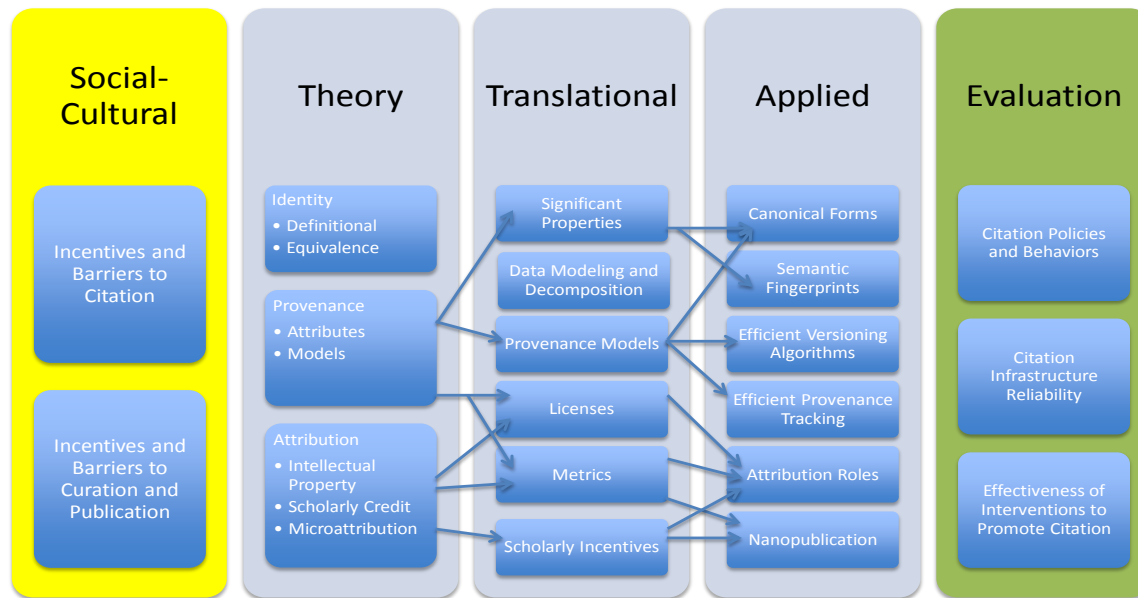 Social-
Cultural
Incentives and
Barriers to
Citation
Incentives and
Barriers to
Curation and
Publication
Theory
Identity
• Definitional
• Equivalence
Provenance
• Attributes
• Models
Attribution
• Intellectual
Property
• Scholarly Credit
• Microattribution
Translational
Significant
Properties
Data Modeling and
Decomposition
Provenance Models
Licenses
Metrics
Scholarly Incentives
Applied
Canonical Forms
Semantic
Fingerprints
Efficient Versioning
Algorithms
Efficient Provenance
Tracking
Attribution Roles
Nanopublication
Evaluation
Citation Policies
and Behaviors
Citation
Infrastructure
Reliability
Effectiveness of
Interventions to
Promote Citation